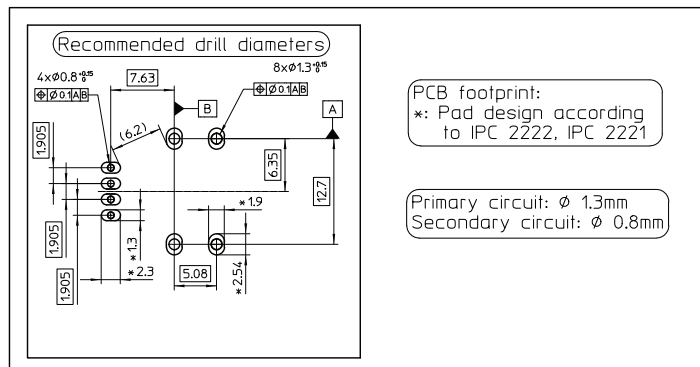 Recommended drill diameters
4xØ0.8+0.15 0
7.63
8xØ1.3+0.15 0
⌖ Ø 0.1 A B
⌖ Ø 0.1 A B
B
A
(6.2)
1.905
6.35
12.7
1.905
*1.9
1.905
*1.3
*2.3
5.08
*2.54
PCB footprint:
*: Pad design according
to IPC 2222, IPC 2221
Primary circuit: Ø 1.3mm
Secondary circuit: Ø 0.8mm